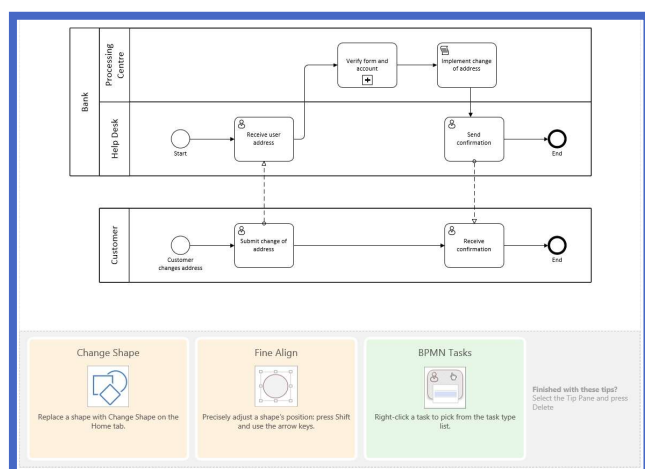 Bank
Processing
Centre
Verify form and
account
Implement change
of address
Help Desk
Start
Receive user
address
Send
confirmation
End
Customer
Customer
changes address
Submit change of
address
Receive
confirmation
End
Change Shape
Replace a shape with Change Shape on the
Home tab.
Fine Align
Precisely adjust a shape's position: press Shift
and use the arrow keys.
BPMN Tasks
Right-click a task to pick from the task type
list.
Finished with these tips?
Select the Tip Pane and press
Delete